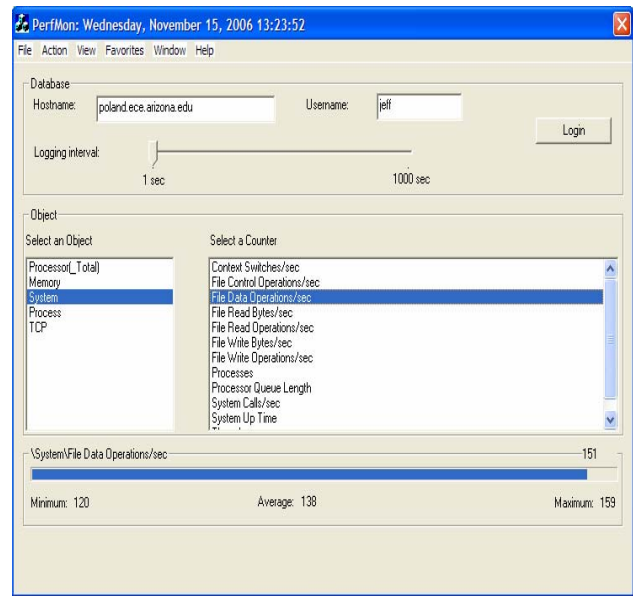 PerfMon: Wednesday, November 15, 2006 13:23:52
File Action View Favorites Window Help
Database
Hostname: poland.ece.arizona.edu Username: jeff
Login
Logging interval:
1 sec 1000 sec
Object
Select an Object Select a Counter
Processor(_Total)
Memory
System
Process
TCP
Context Switches/sec
File Control Operations/sec
File Data Operations/sec
File Read Bytes/sec
File Read Operations/sec
File Write Bytes/sec
File Write Operations/sec
Processes
Processor Queue Length
System Calls/sec
System Up Time
\System\File Data Operations/sec 151
Minimum: 120 Average: 138 Maximum: 159